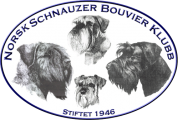 NORSK SCHNAUZER BOUVIER KLUBB
STIFTET 1946